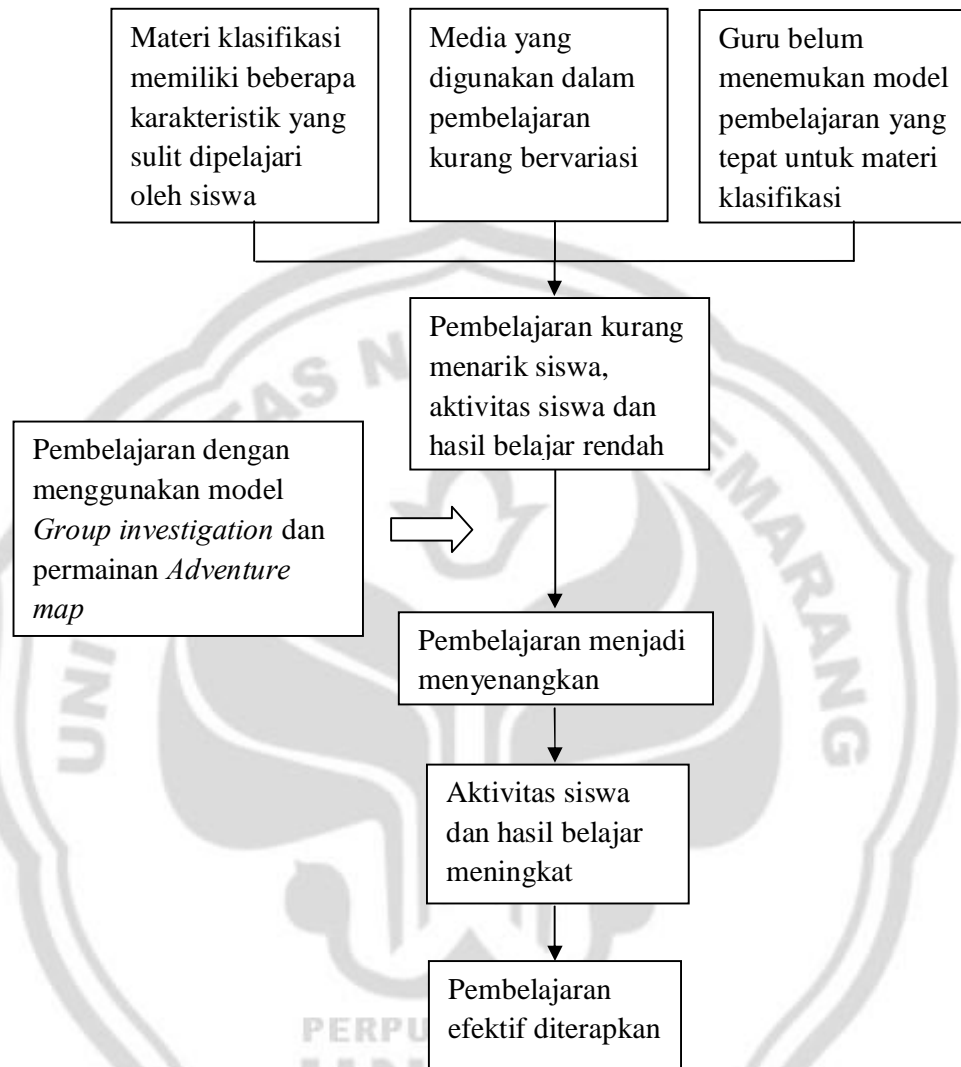 Materi klasifikasi
memiliki beberapa
karakteristik yang
sulit dipelajari
oleh siswa
Media yang
digunakan dalam
pembelajaran
kurang bervariasi
Guru belum
menemukan model
pembelajaran yang
tepat untuk materi
klasifikasi
Pembelajaran kurang
menarik siswa,
aktivitas siswa dan
hasil belajar rendah
Pembelajaran dengan
menggunakan model
Group investigation dan
permainan Adventure
map
Pembelajaran menjadi
menyenangkan
Aktivitas siswa
dan hasil belajar
meningkat
Pembelajaran
efektif diterapkan